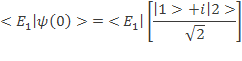 < E₁|ψ(0) > = < E₁| [ (|1 > +i|2 >) / √2 ]